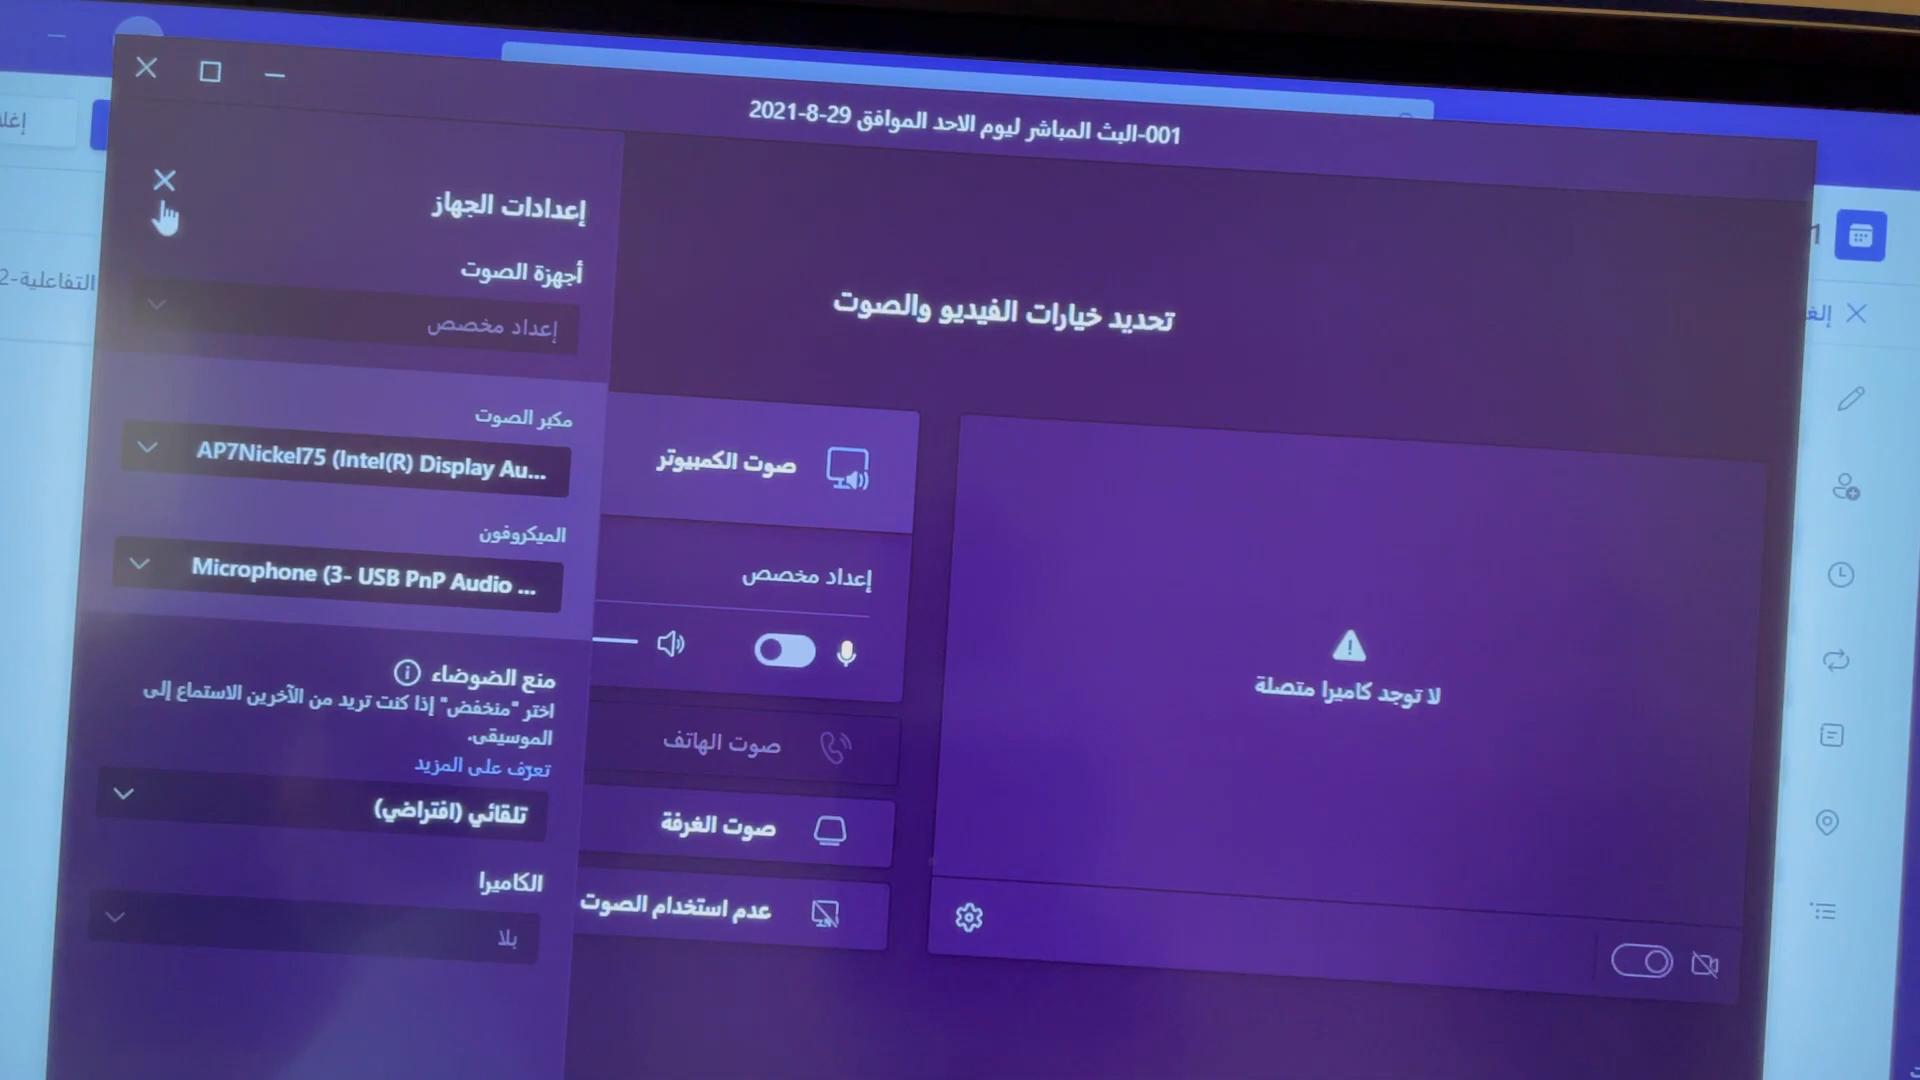 001-البث المباشر ليوم الاحد الموافق 29-8-2021
إعدادات الجهاز
أجهزة الصوت
إعداد مخصص
مكبر الصوت
AP7Nickel75 (Intel(R) Display Au...
الميكروفون
Microphone (3- USB PnP Audio ...
منع الضوضاء
اختر "منخفض" إذا كنت تريد من الآخرين الاستماع إلى
الموسيقى.
تعرّف على المزيد
تلقائي (افتراضي)
الكاميرا
بلا
تحديد خيارات الفيديو والصوت
صوت الكمبيوتر
إعداد مخصص
صوت الهاتف
صوت الغرفة
عدم استخدام الصوت
لا توجد كاميرا متصلة
التفاعلية-2